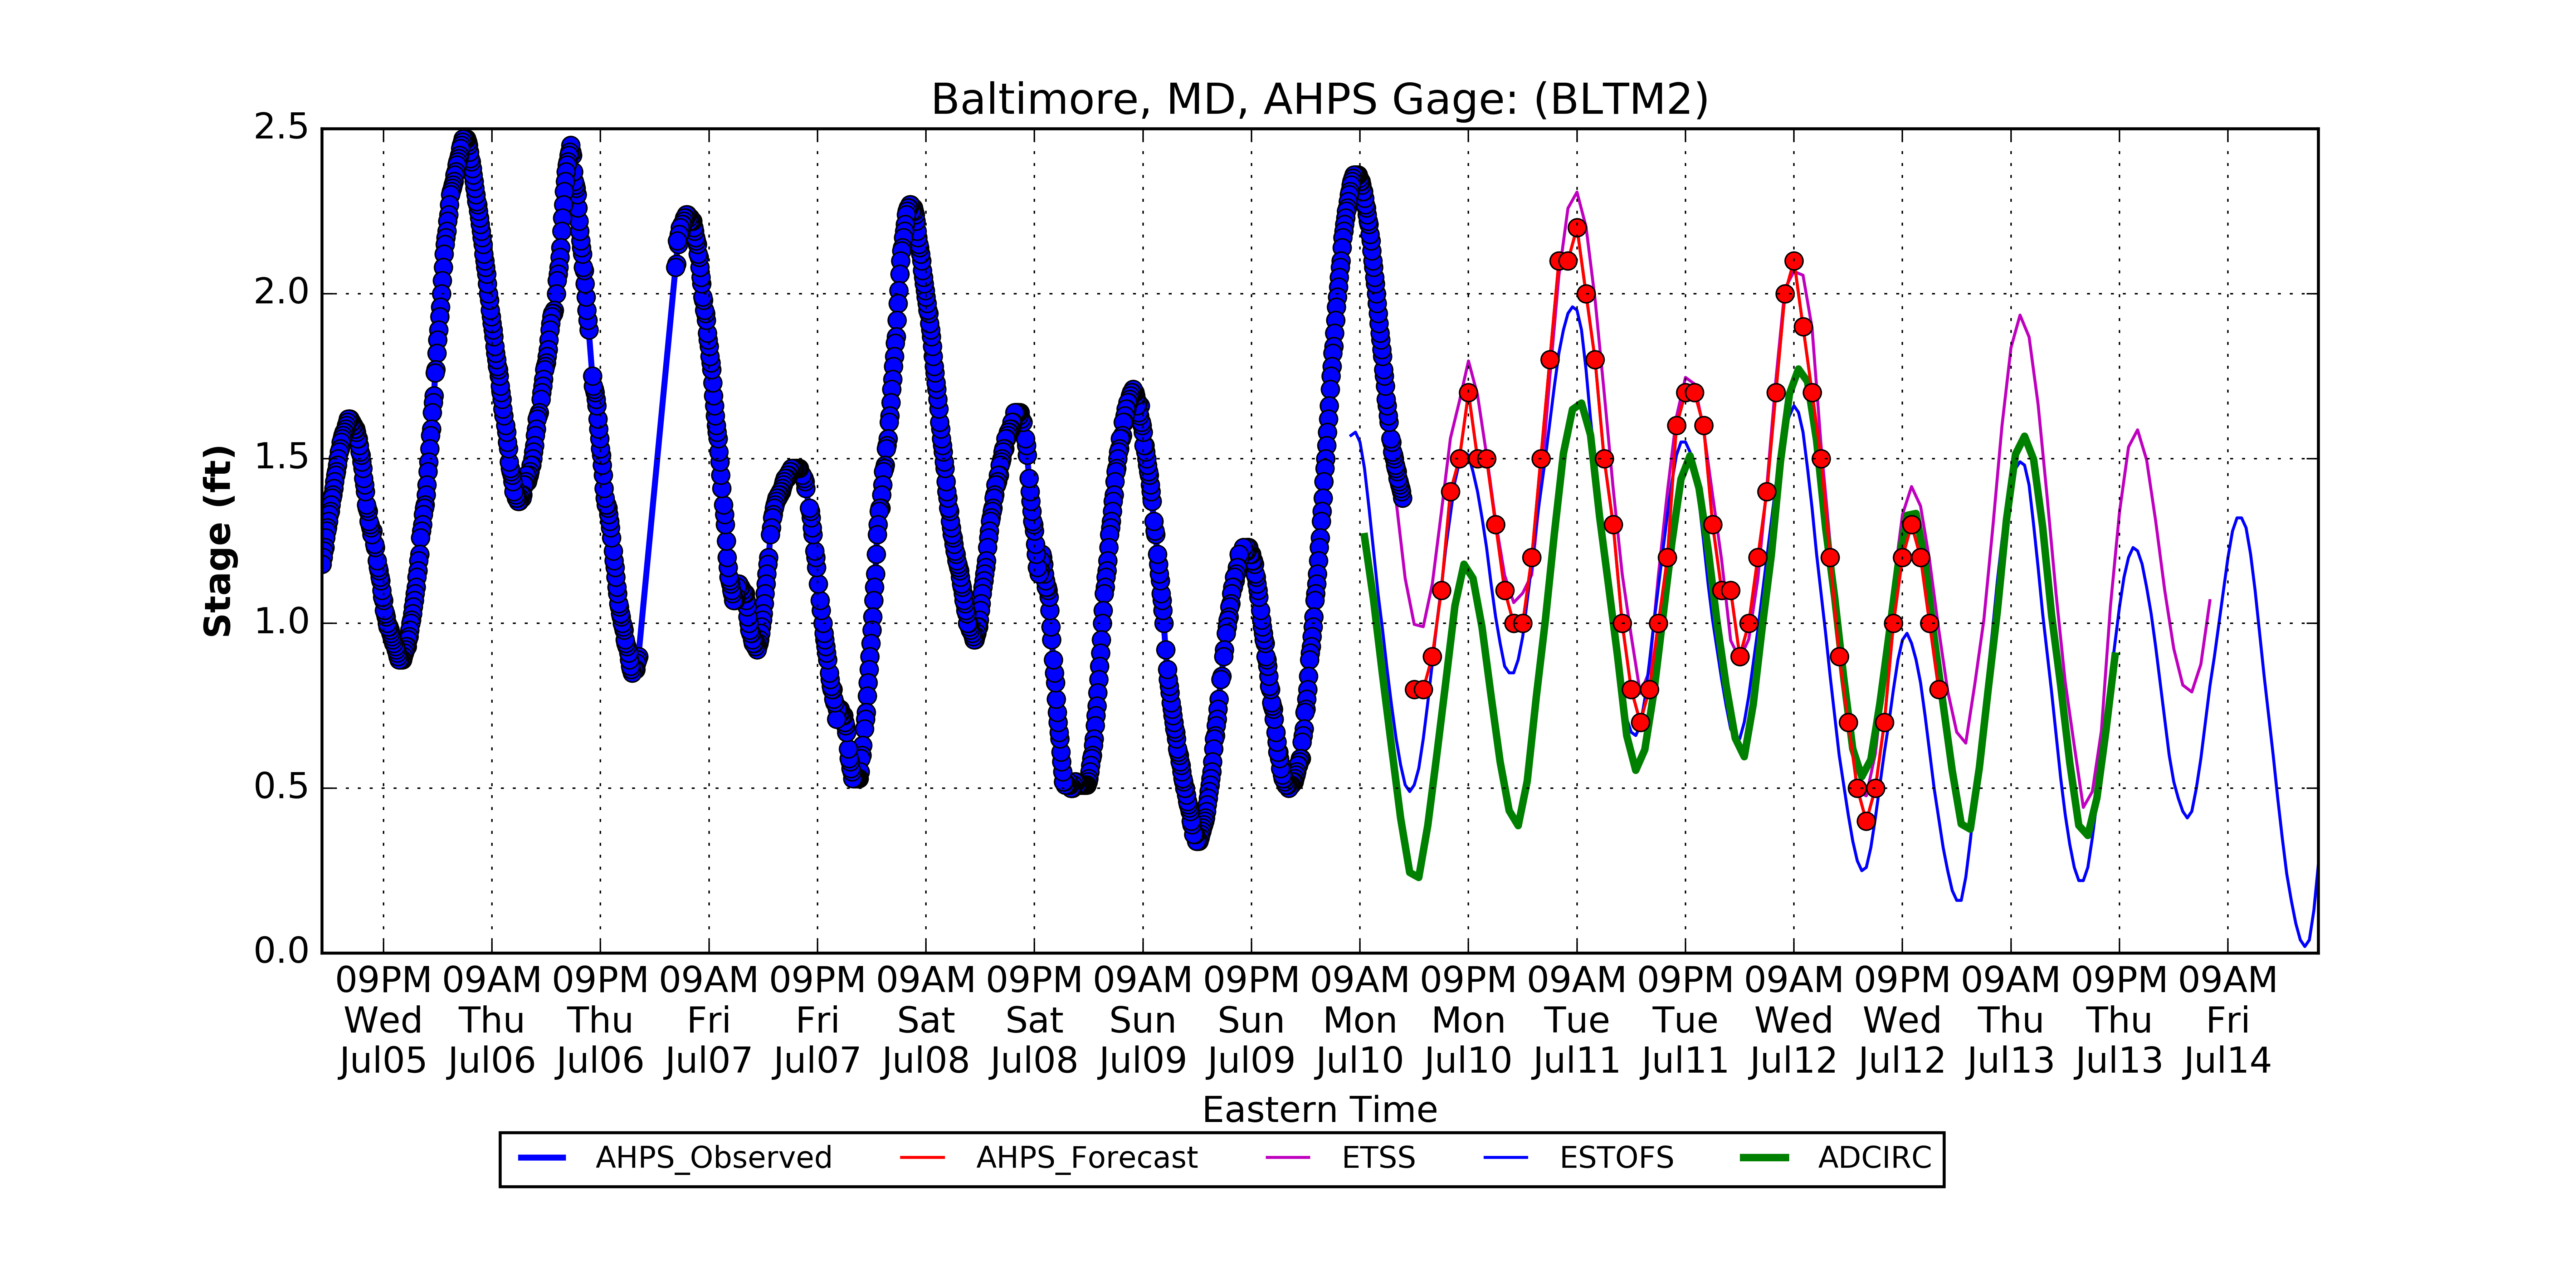 Baltimore, MD, AHPS Gage: (BLTM2)
2.5
2.0
1.5
1.0
0.5
0.0
Stage (ft)
09PM 09AM 09PM 09AM 09PM 09AM 09PM 09AM 09PM 09AM 09PM 09AM 09PM 09AM 09PM 09AM 09PM 09AM
Wed Thu Thu Fri Fri Sat Sat Sun Sun Mon Mon Tue Tue Wed Wed Thu Thu Fri
Jul05 Jul06 Jul06 Jul07 Jul07 Jul08 Jul08 Jul09 Jul09 Jul10 Jul10 Jul11 Jul11 Jul12 Jul12 Jul13 Jul13 Jul14
Eastern Time
AHPS_Observed AHPS_Forecast ETSS ESTOFS ADCIRC